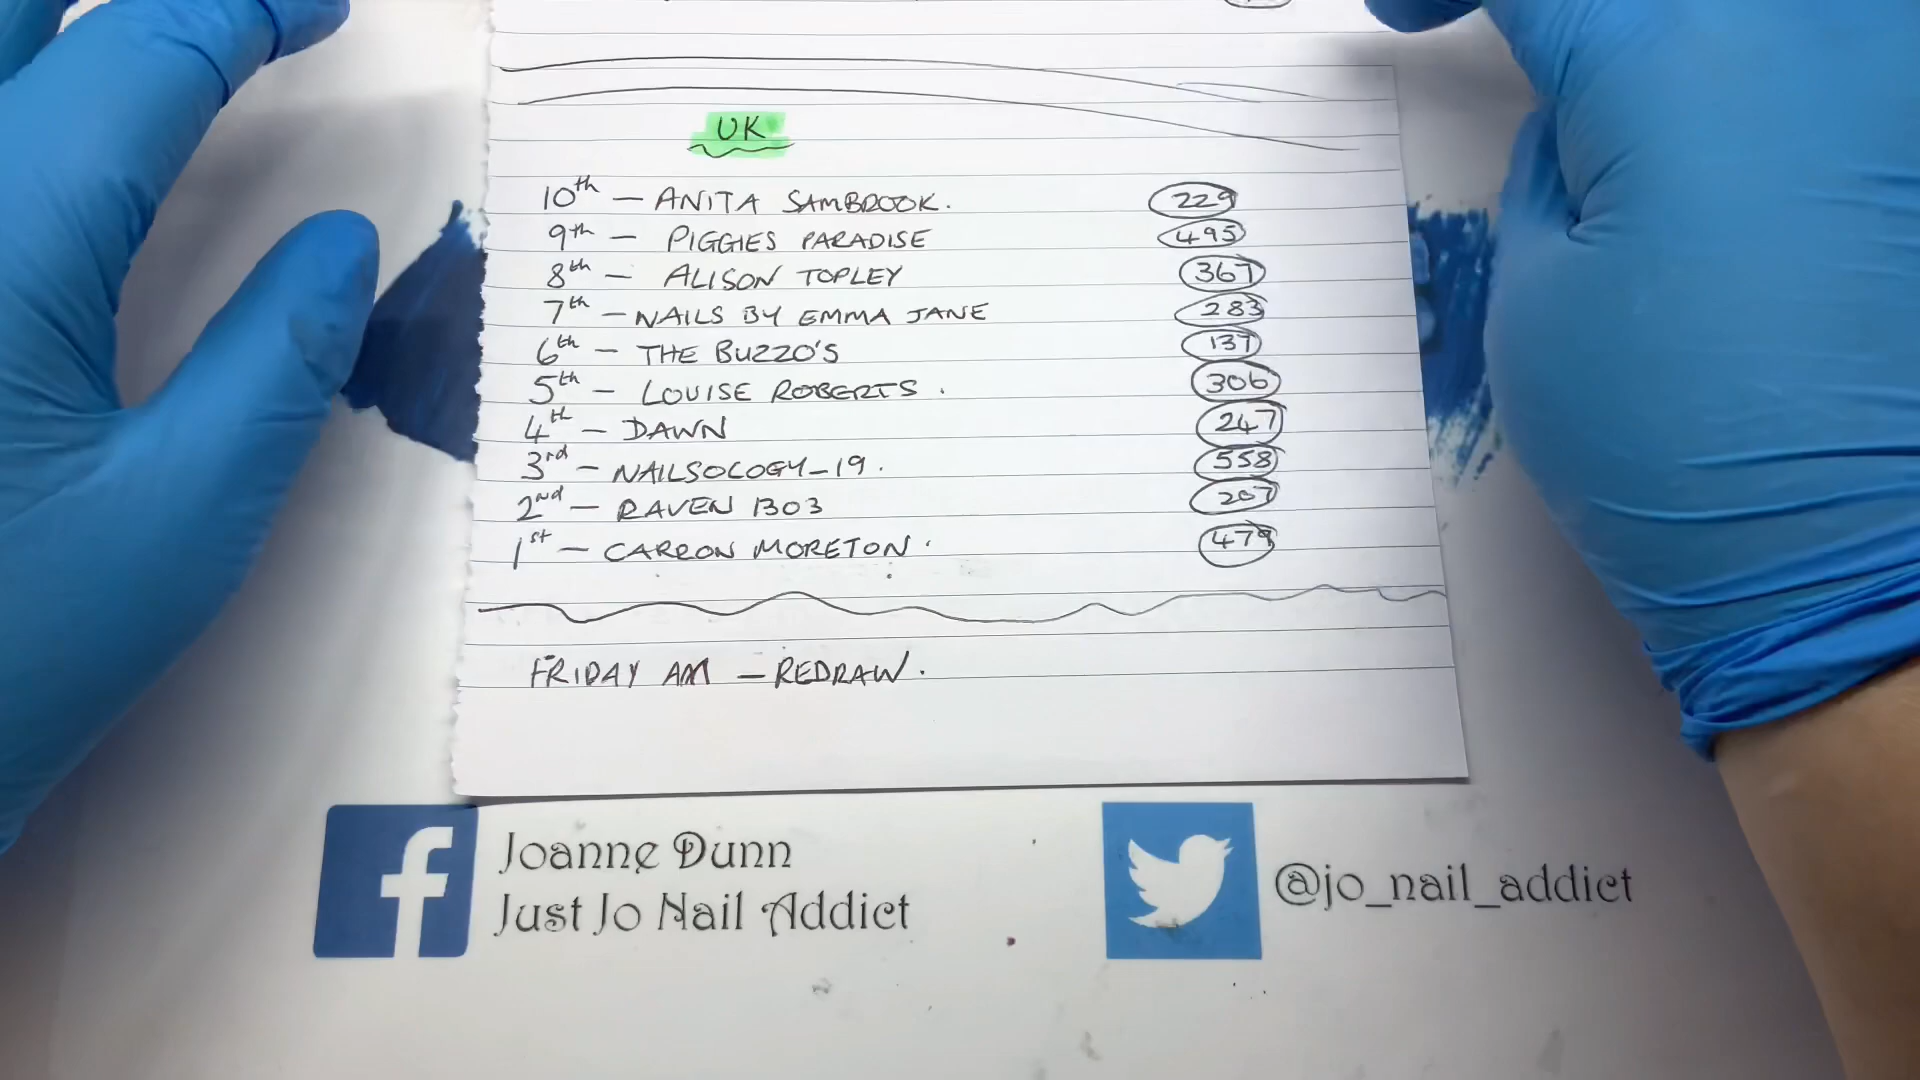 UK
10th - ANITA SAMBROOK. 229
9th - PIGGIES PARADISE 495
8th - ALISON TOPLEY 367
7th - NAILS BY EMMA JANE 283
6th - THE BUZZO'S 137
5th - LOUISE ROBERTS. 306
4th - DAWN 247
3rd - NAILSOLOGY_19. 558
2nd - RAVEN 1303 207
1st - CARRON MORETON. 479
FRIDAY AM - REDRAW.
Joanne Dunn
Just Jo Nail Addict
@jo_nail_addict